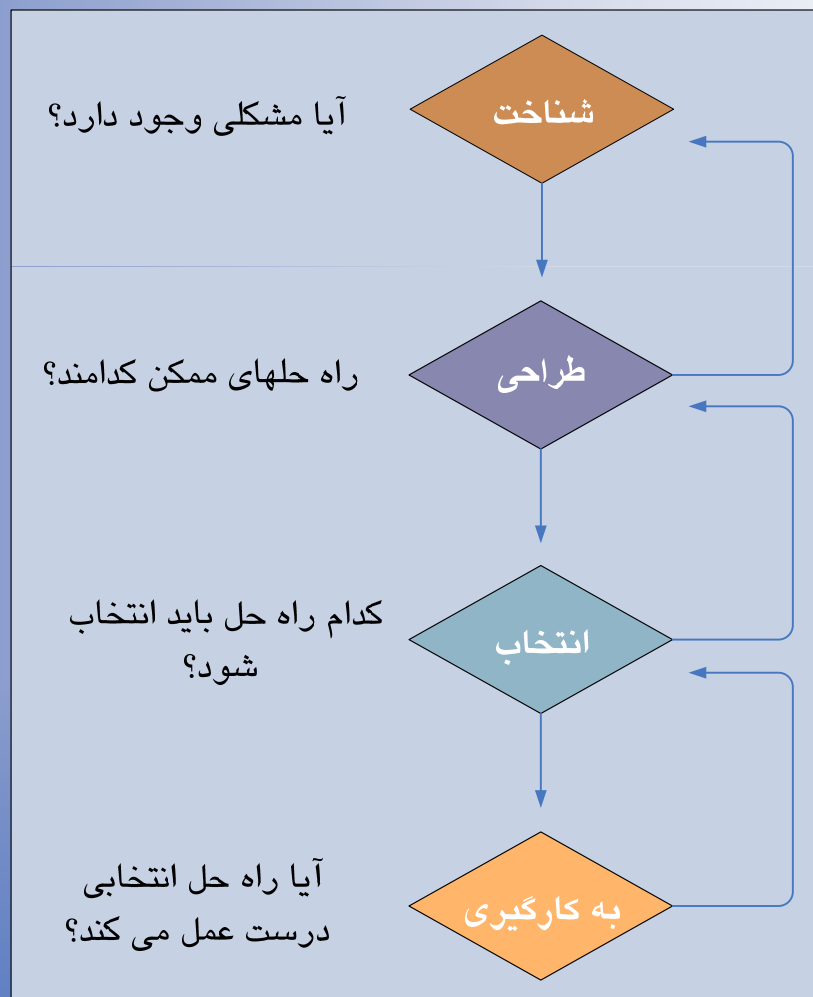 شناخت
آیا مشکلی وجود دارد؟
طراحی
راه حلهای ممکن کدامند؟
انتخاب
کدام راه حل باید انتخاب
شود؟
به کارگیری
آیا راه حل انتخابی
درست عمل می کند؟